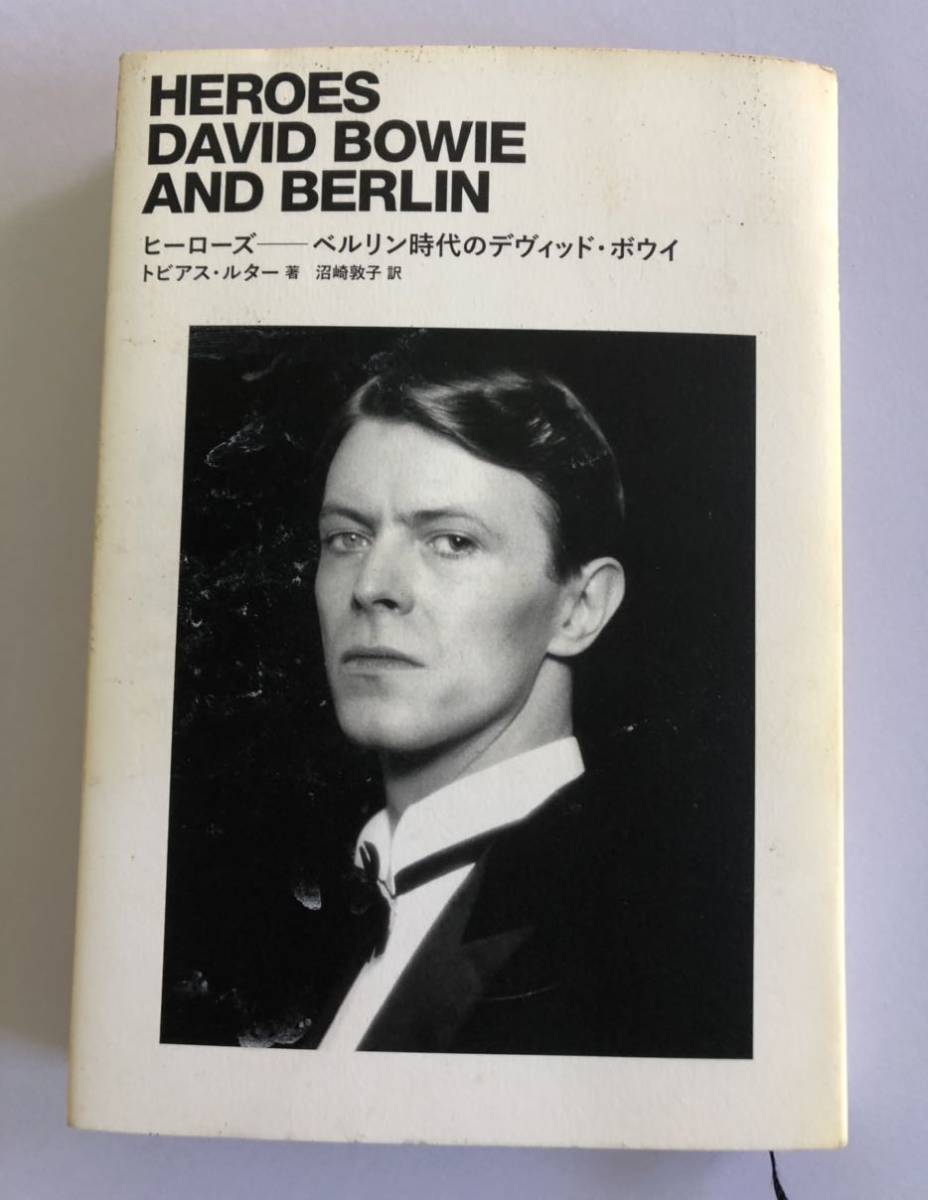 HEROES
DAVID BOWIE
AND BERLIN
ヒーローズ――ベルリン時代のデヴィッド・ボウイ
トビアス・ルター 著 沼崎敦子 訳